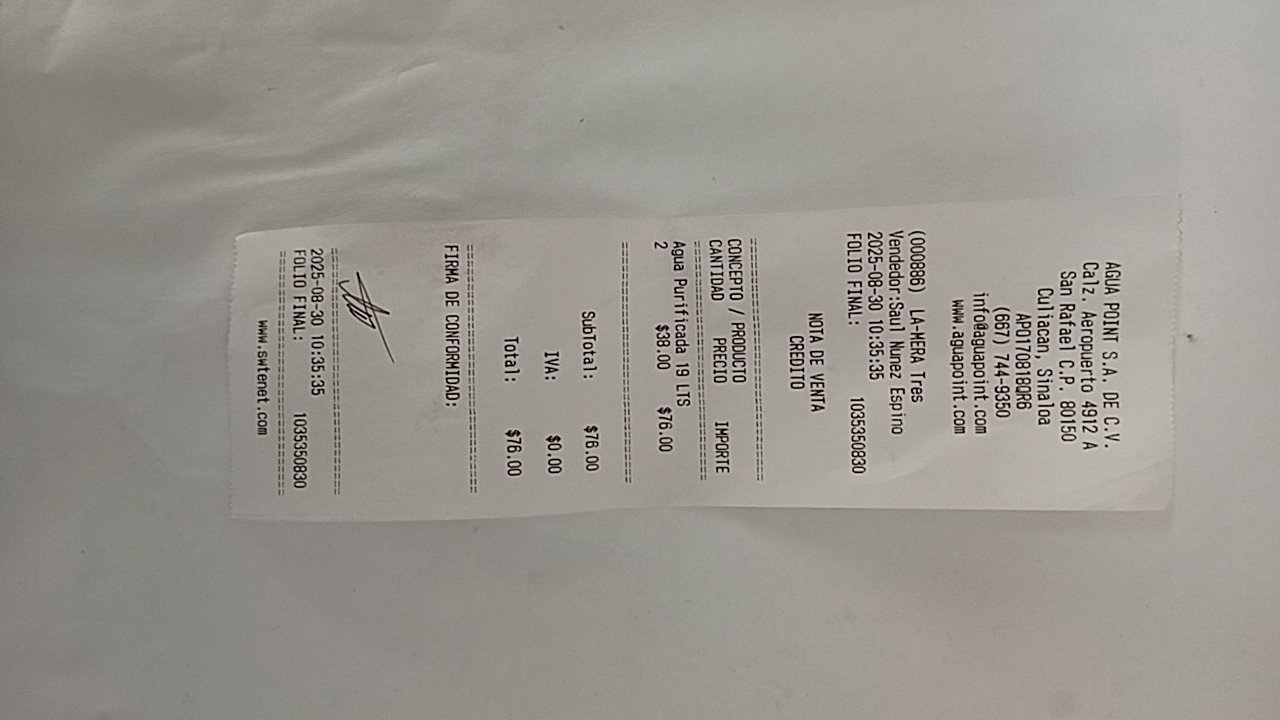 AGUA POINT S.A. DE C.V.
Calz. Aeropuerto 4912 A
San Rafael C.P. 80150
Culiacan, Sinaloa
APO170818QR6
(667) 744-9350
info@aguapoint.com
www.aguapoint.com
(000886) LA-MERA Tres
Vendedor:Saul Nunez Espino
2025-08-30 10:35:35
FOLIO FINAL: 1035350830
NOTA DE VENTA
CREDITO
==============================
CONCEPTO / PRODUCTO
CANTIDAD PRECIO IMPORTE
==============================
Agua Purificada 19 LTS
2 $38.00 $76.00
==============================
SubTotal: $76.00
IVA: $0.00
Total: $76.00
==============================
FIRMA DE CONFORMIDAD:
==============================
2025-08-30 10:35:35
FOLIO FINAL: 1035350830
==============================
www.swtenet.com